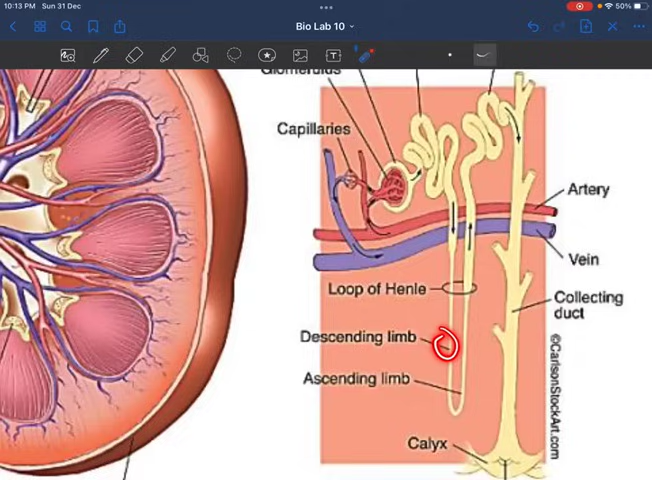 10:13 PM Sun 31 Dec
50%
Bio Lab 10
Glomerulus
Capillaries
Artery
Vein
Loop of Henle
Collecting
duct
Descending limb
Ascending limb
Calyx
©CarlsonStockArt.com